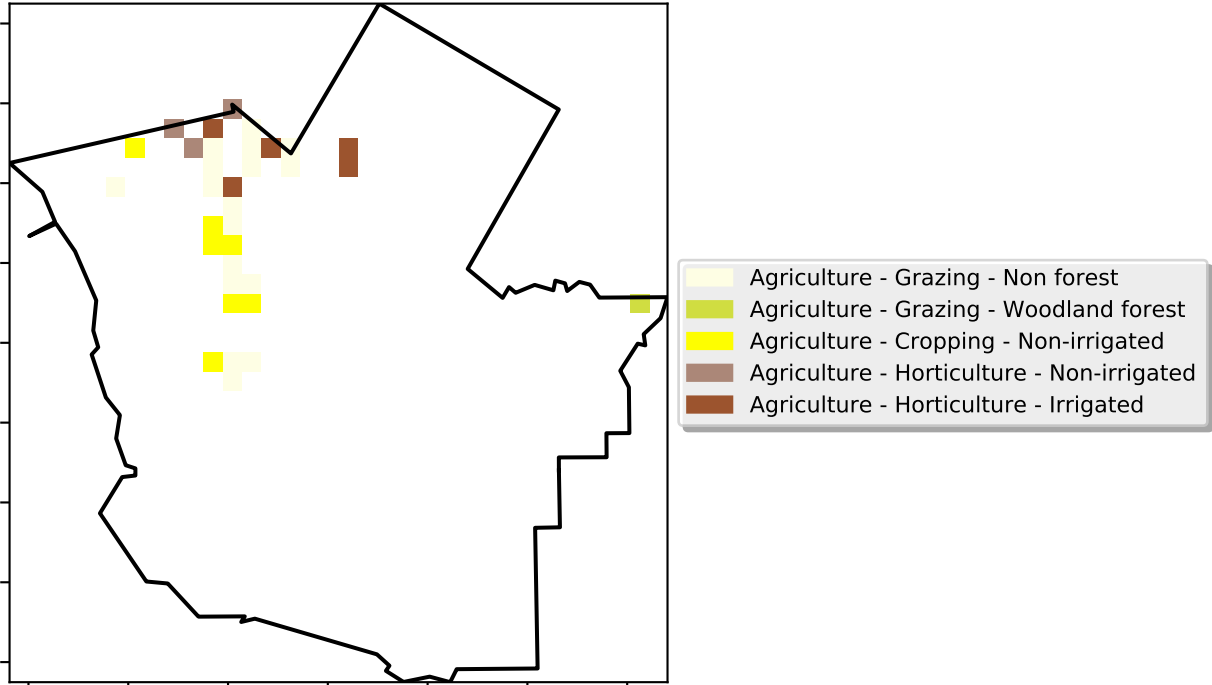 Agriculture - Grazing - Non forest
Agriculture - Grazing - Woodland forest
Agriculture - Cropping - Non-irrigated
Agriculture - Horticulture - Non-irrigated
Agriculture - Horticulture - Irrigated